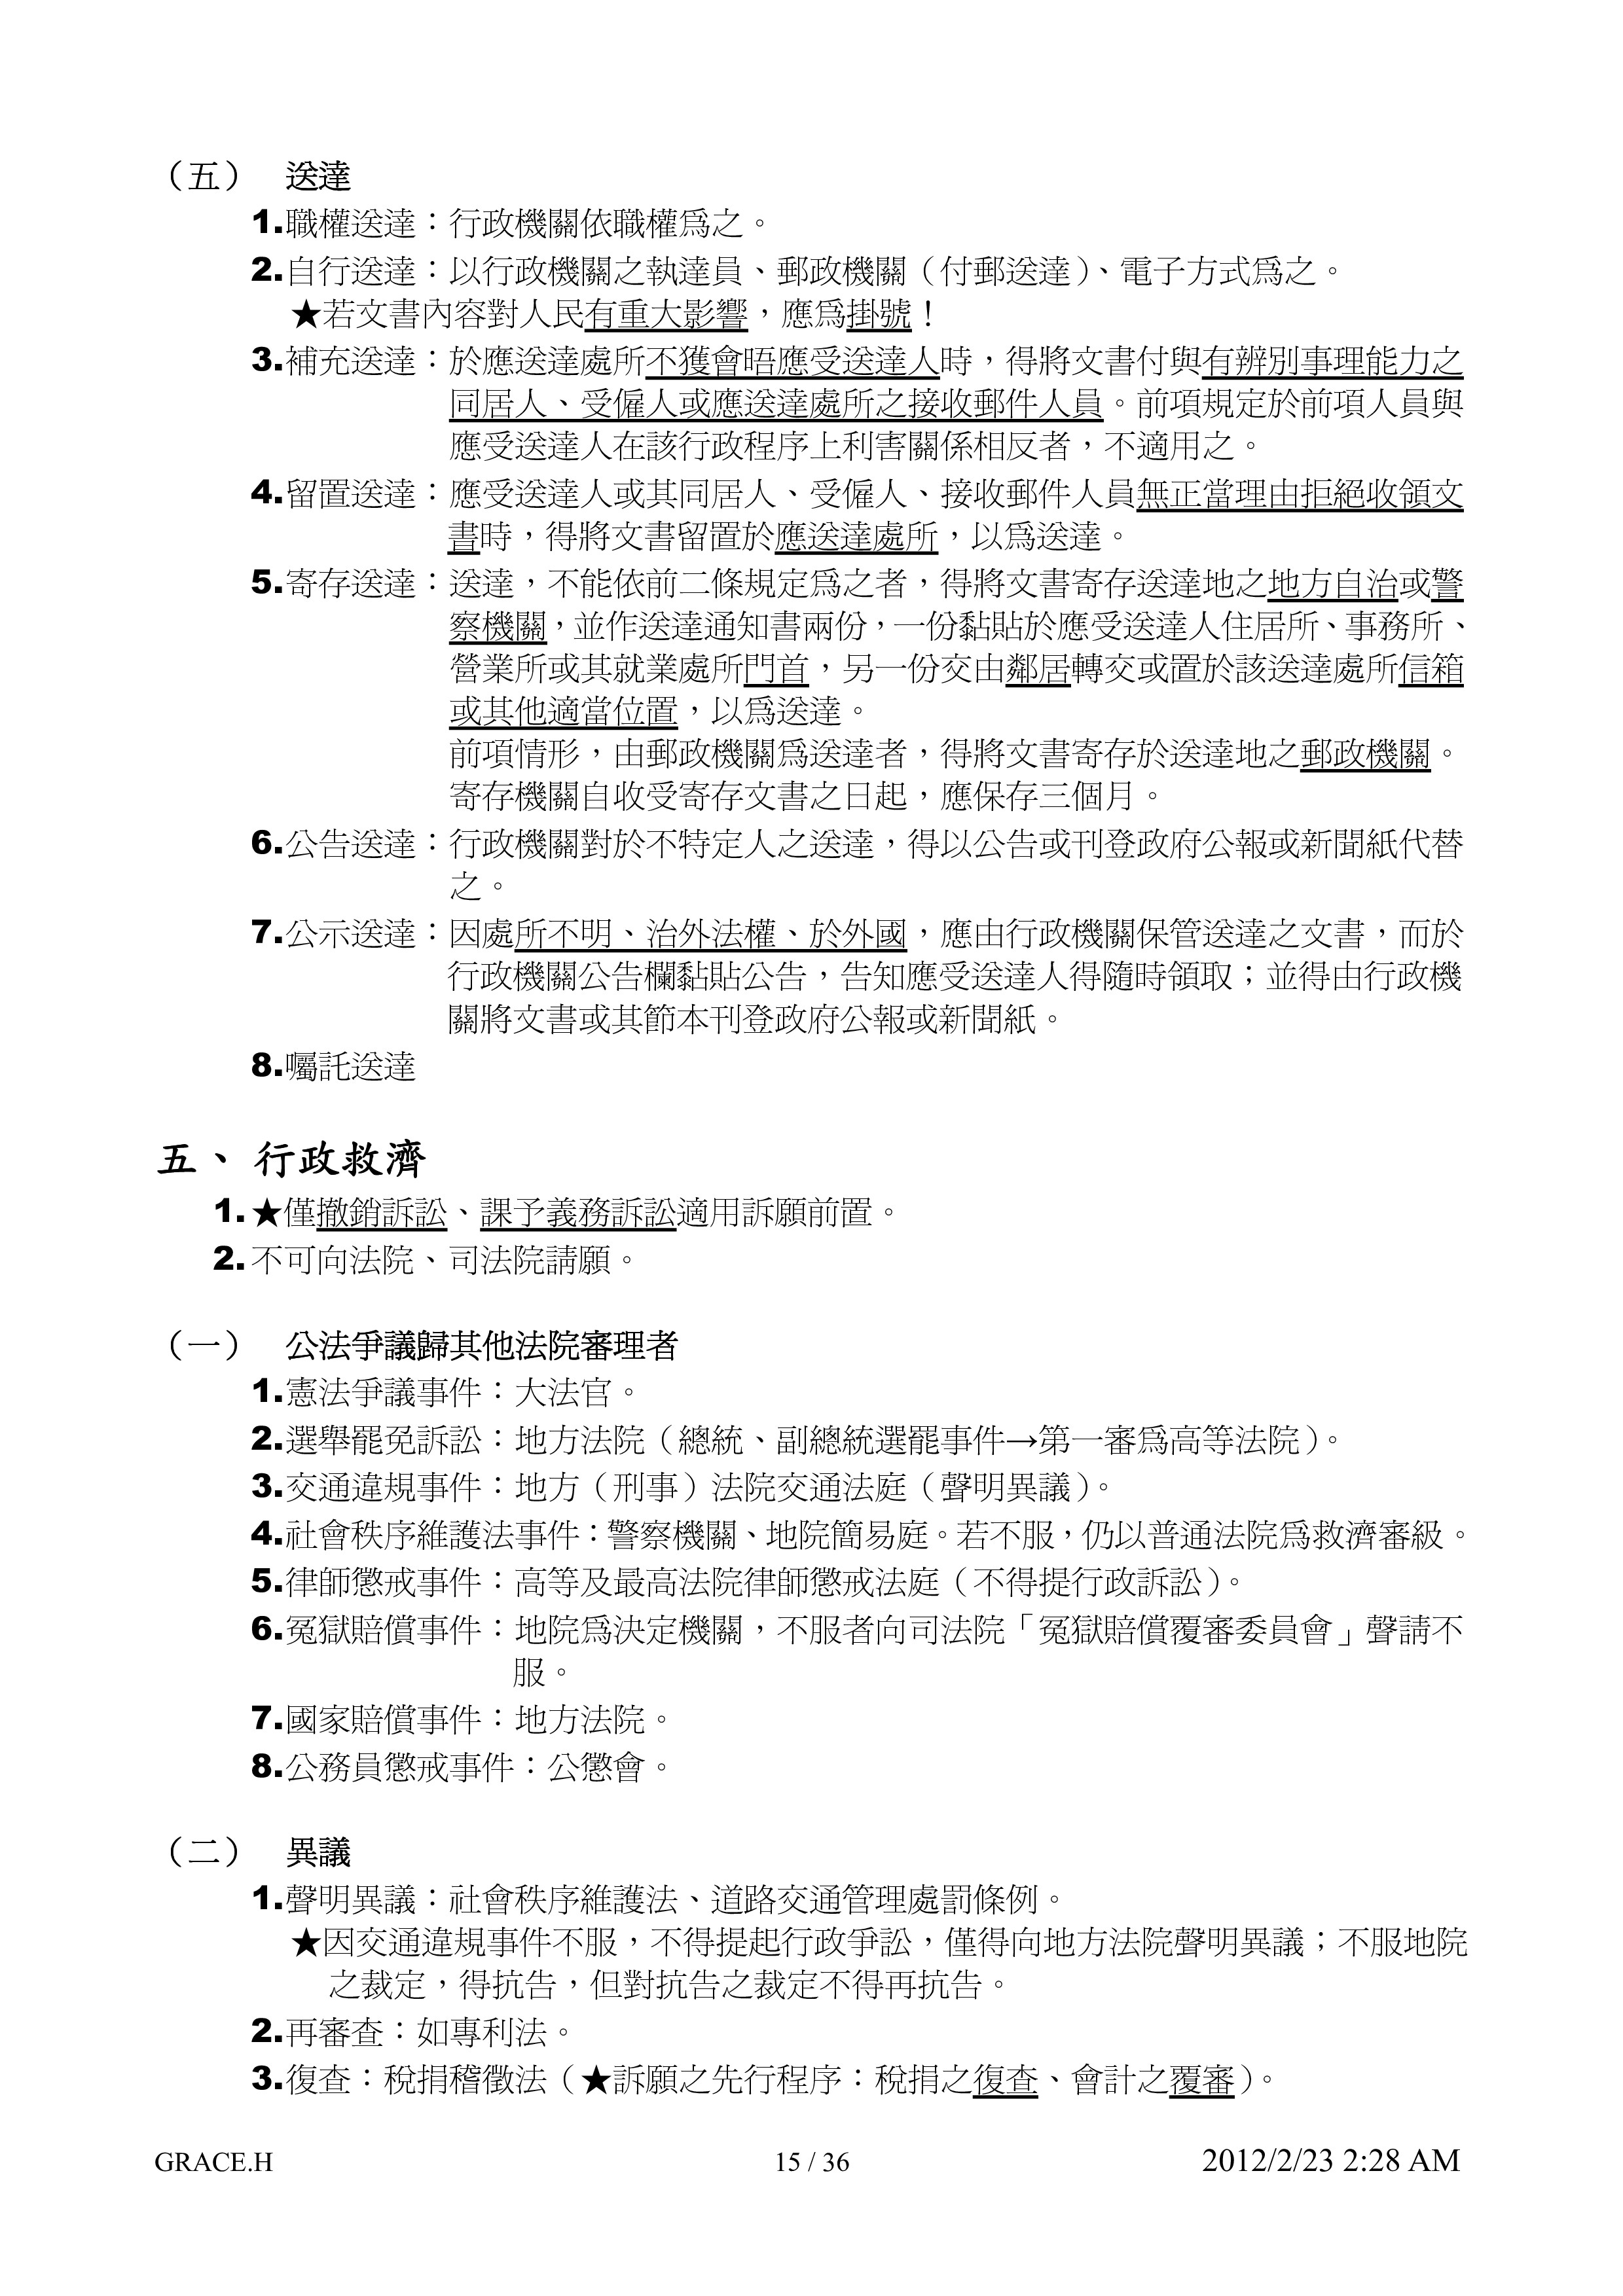 （五） 送達
1.職權送達：行政機關依職權為之。
2.自行送達：以行政機關之執達員、郵政機關（付郵送達）、電子方式為之。
★若文書內容對人民有重大影響，應為掛號！
3.補充送達：於應送達處所不獲會晤應受送達人時，得將文書付與有辨別事理能力之
同居人、受僱人或應送達處所之接收郵件人員。前項規定於前項人員與
應受送達人在該行政程序上利害關係相反者，不適用之。
4.留置送達：應受送達人或其同居人、受僱人、接收郵件人員無正當理由拒絕收領文
書時，得將文書留置於應送達處所，以為送達。
5.寄存送達：送達，不能依前二條規定為之者，得將文書寄存送達地之地方自治或警
察機關，並作送達通知書兩份，一份黏貼於應受送達人住居所、事務所、
營業所或其就業處所門首，另一份交由鄰居轉交或置於該送達處所信箱
或其他適當位置，以為送達。
前項情形，由郵政機關為送達者，得將文書寄存於送達地之郵政機關。
寄存機關自收受寄存文書之日起，應保存三個月。
6.公告送達：行政機關對於不特定人之送達，得以公告或刊登政府公報或新聞紙代替
之。
7.公示送達：因處所不明、治外法權、於外國，應由行政機關保管送達之文書，而於
行政機關公告欄黏貼公告，告知應受送達人得隨時領取；並得由行政機
關將文書或其節本刊登政府公報或新聞紙。
8.囑託送達
五、行政救濟
1.★僅撤銷訴訟、課予義務訴訟適用訴願前置。
2.不可向法院、司法院請願。
（一） 公法爭議歸其他法院審理者
1.憲法爭議事件：大法官。
2.選舉罷免訴訟：地方法院（總統、副總統選罷事件→第一審為高等法院）。
3.交通違規事件：地方（刑事）法院交通法庭（聲明異議）。
4.社會秩序維護法事件：警察機關、地院簡易庭。若不服，仍以普通法院為救濟審級。
5.律師懲戒事件：高等及最高法院律師懲戒法庭（不得提行政訴訟）。
6.冤獄賠償事件：地院為決定機關，不服者向司法院「冤獄賠償覆審委員會」聲請不
服。
7.國家賠償事件：地方法院。
8.公務員懲戒事件：公懲會。
（二） 異議
1.聲明異議：社會秩序維護法、道路交通管理處罰條例。
★因交通違規事件不服，不得提起行政爭訟，僅得向地方法院聲明異議；不服地院
之裁定，得抗告，但對抗告之裁定不得再抗告。
2.再審查：如專利法。
3.復查：稅捐稽徵法（★訴願之先行程序：稅捐之復查、會計之覆審）。
GRACE.H 15 / 36 2012/2/23 2:28 AM